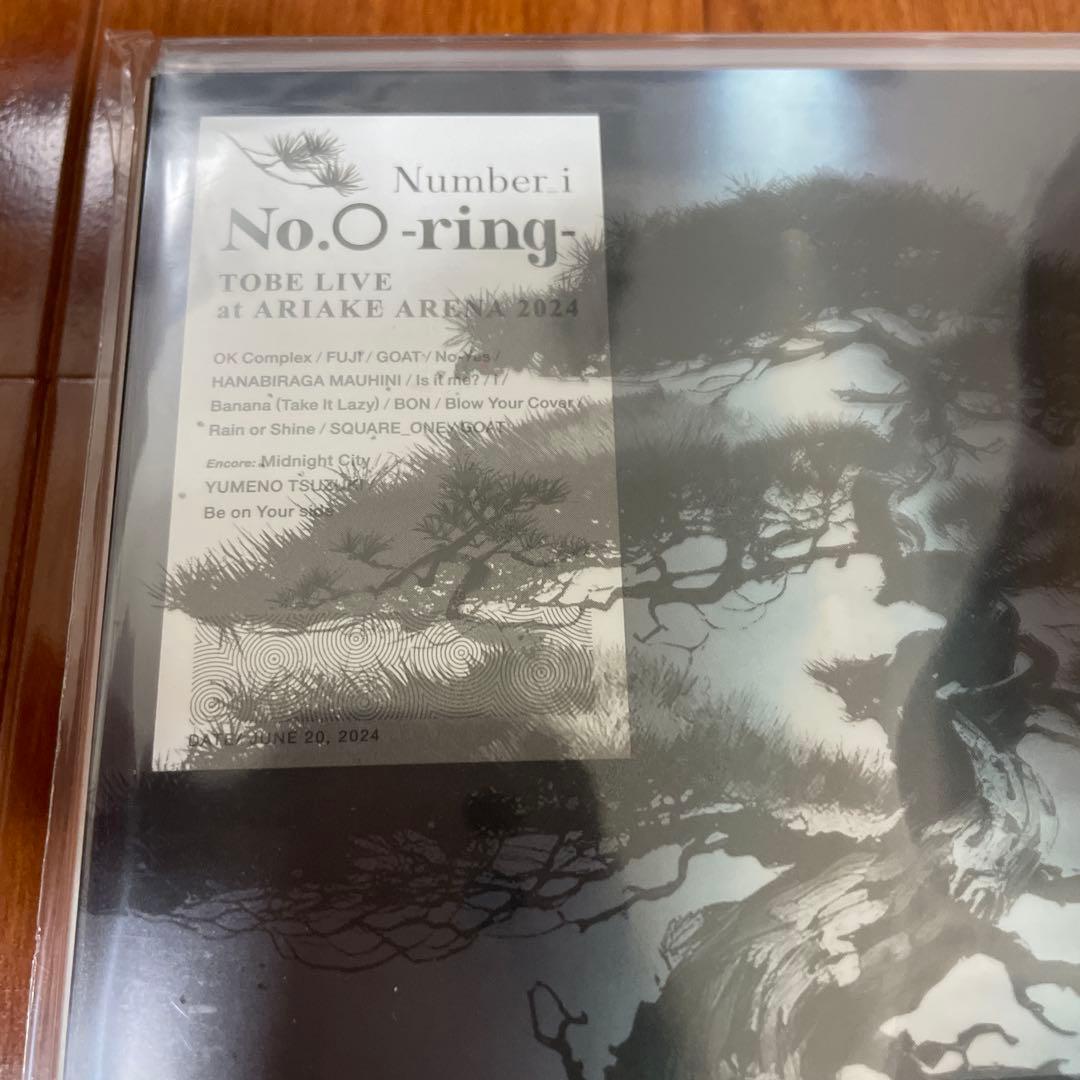 Number_i
No.O -ring-
TOBE LIVE
at ARIAKE ARENA 2024
OK Complex / FUJI / GOAT / No-Yes /
HANABIRAGA MAUHINI / Is it me? / i /
Banana (Take It Lazy) / BON / Blow Your Cover /
Rain or Shine / SQUARE_ONE / GOAT
Encore: Midnight City /
YUMENO TSUZUKI /
Be on Your side
DATE/ JUNE 20, 2024